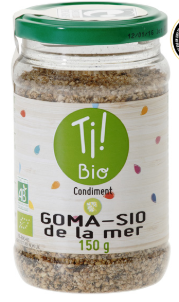 Ti!
Bio
Condiment
GOMA-SIO
de la mer
150 g